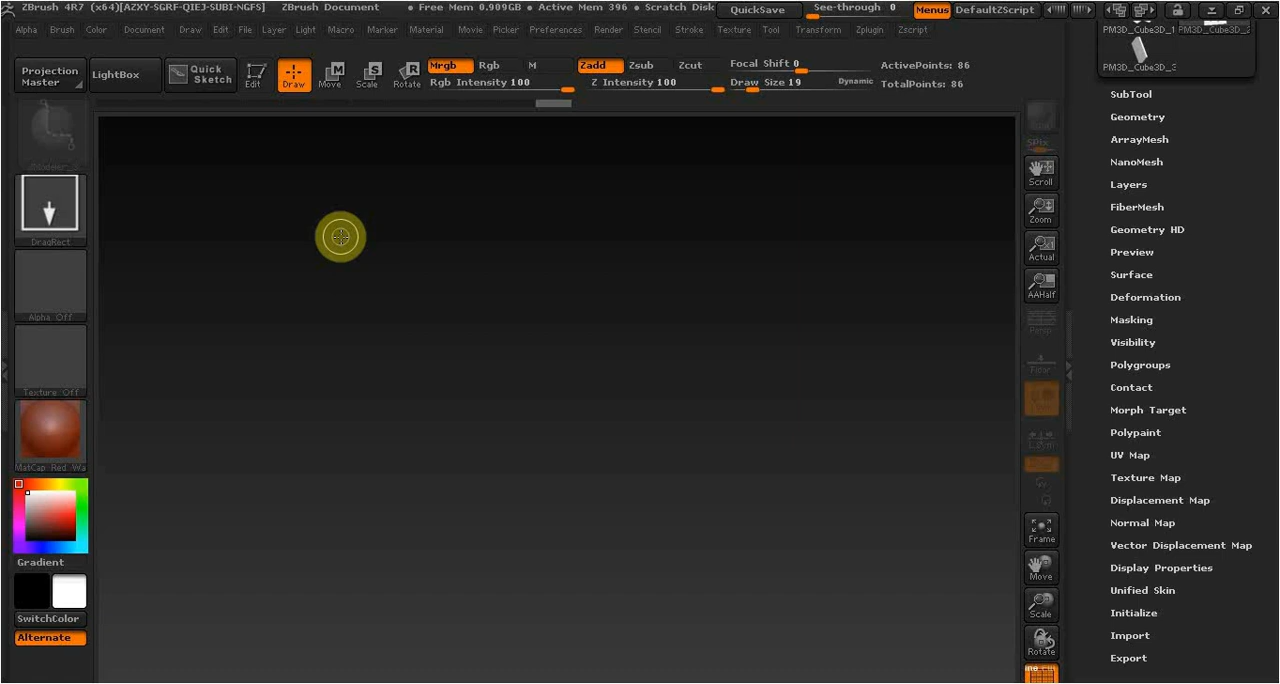 ZBrush 4R7 (x64)[AZXY-SGRF-QIEJ-SUBI-NGFS] ZBrush Document • Free Mem 0.909GB • Active Mem 396 • Scratch Disk QuickSave See-through 0 Menus DefaultZScript
Alpha Brush Color Document Draw Edit File Layer Light Macro Marker Material Movie Picker Preferences Render Stencil Stroke Texture Tool Transform Zplugin Zscript
Projection Master
LightBox
Quick Sketch
Edit
Draw
Move
Scale
Rotate
Mrgb Rgb M
Rgb Intensity 100
Zadd Zsub Zcut
Z Intensity 100
Focal Shift 0
Draw Size 19 Dynamic
ActivePoints: 86
TotalPoints: 86
DragRect
Alpha Off
Texture Off
MatCap Red Wa
Gradient
SwitchColor
Alternate
SPix
Scroll
Zoom
Actual
AAHalf
Persp
Floor
Frame
Move
Scale
Rotate
PM3D_Cube3D_1 PM3D_Cube3D_2
PM3D_Cube3D_3
SubTool
Geometry
ArrayMesh
NanoMesh
Layers
FiberMesh
Geometry HD
Preview
Surface
Deformation
Masking
Visibility
Polygroups
Contact
Morph Target
Polypaint
UV Map
Texture Map
Displacement Map
Normal Map
Vector Displacement Map
Display Properties
Unified Skin
Initialize
Import
Export